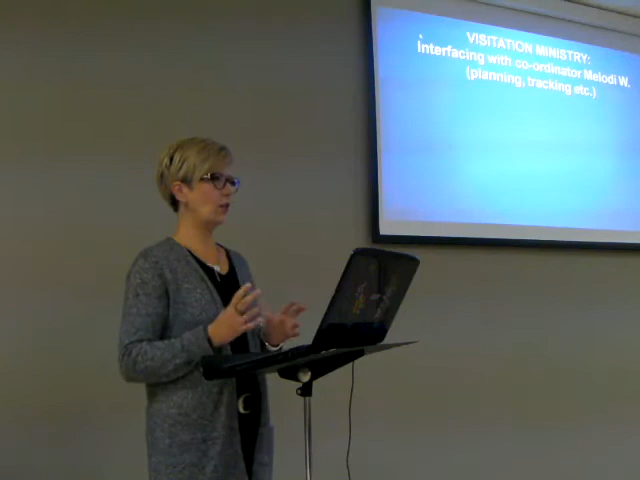 VISITATION MINISTRY:
Interfacing with co-ordinator Melodi W.
(planning, tracking etc.)